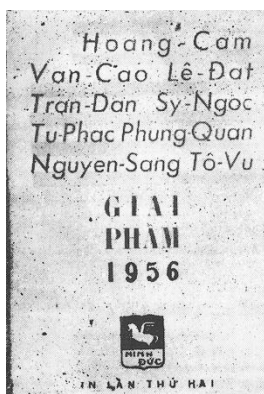 Hoang-Cam
Van-Cao Lê-Đat
Tran-Dan Sy-Ngoc
Tu-Phac Phung-Quan
Nguyen-Sang Tô-Vu
GIAI
PHẨM
1956
MINH
ĐỨC
IN LẦN THỨ HAI